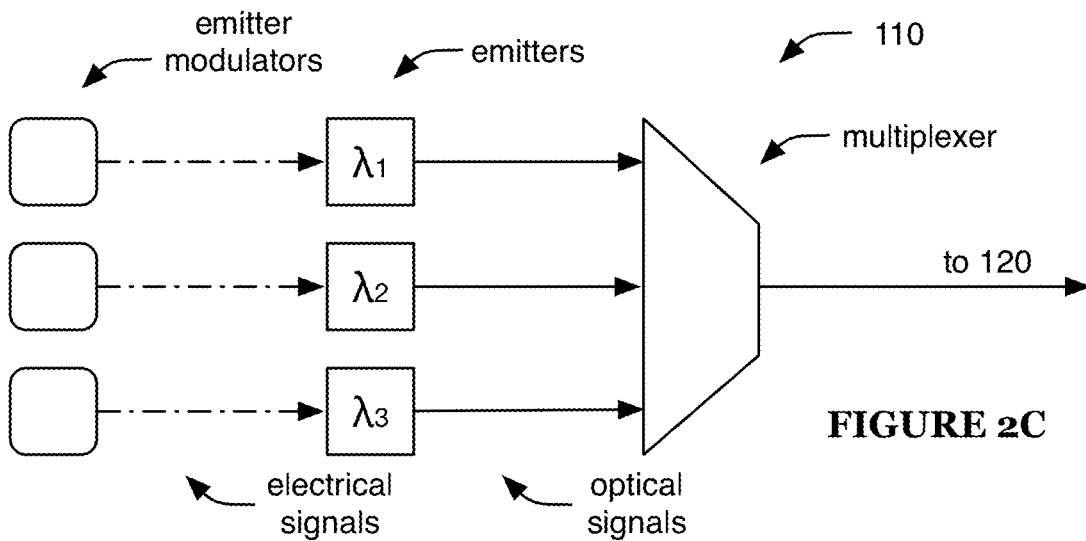 emitter
modulators
emitters
110
multiplexer
λ1
λ2
λ3
to 120
FIGURE 2C
electrical
signals
optical
signals